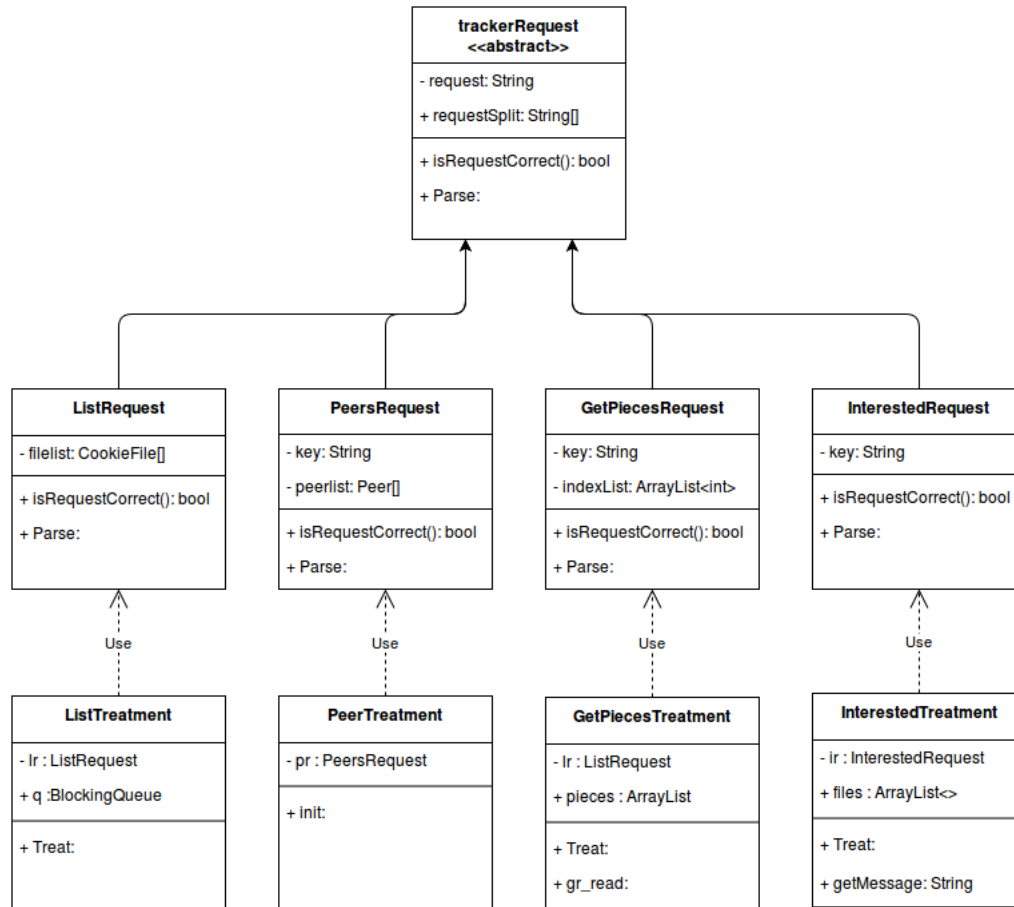 trackerRequest
<<abstract>>
- request: String
+ requestSplit: String[]
+ isRequestCorrect(): bool
+ Parse:
ListRequest
- filelist: CookieFile[]
+ isRequestCorrect(): bool
+ Parse:
PeersRequest
- key: String
- peerlist: Peer[]
+ isRequestCorrect(): bool
+ Parse:
GetPiecesRequest
- key: String
- indexList: ArrayList<int>
+ isRequestCorrect(): bool
+ Parse:
InterestedRequest
- key: String
+ isRequestCorrect(): bool
+ Parse:
Use
Use
Use
Use
ListTreatment
- lr : ListRequest
+ q :BlockingQueue
+ Treat:
PeerTreatment
- pr : PeersRequest
+ init:
GetPiecesTreatment
- lr : ListRequest
+ pieces : ArrayList
+ Treat:
+ gr_read:
InterestedTreatment
- ir : InterestedRequest
+ files : ArrayList<>
+ Treat:
+ getMessage: String